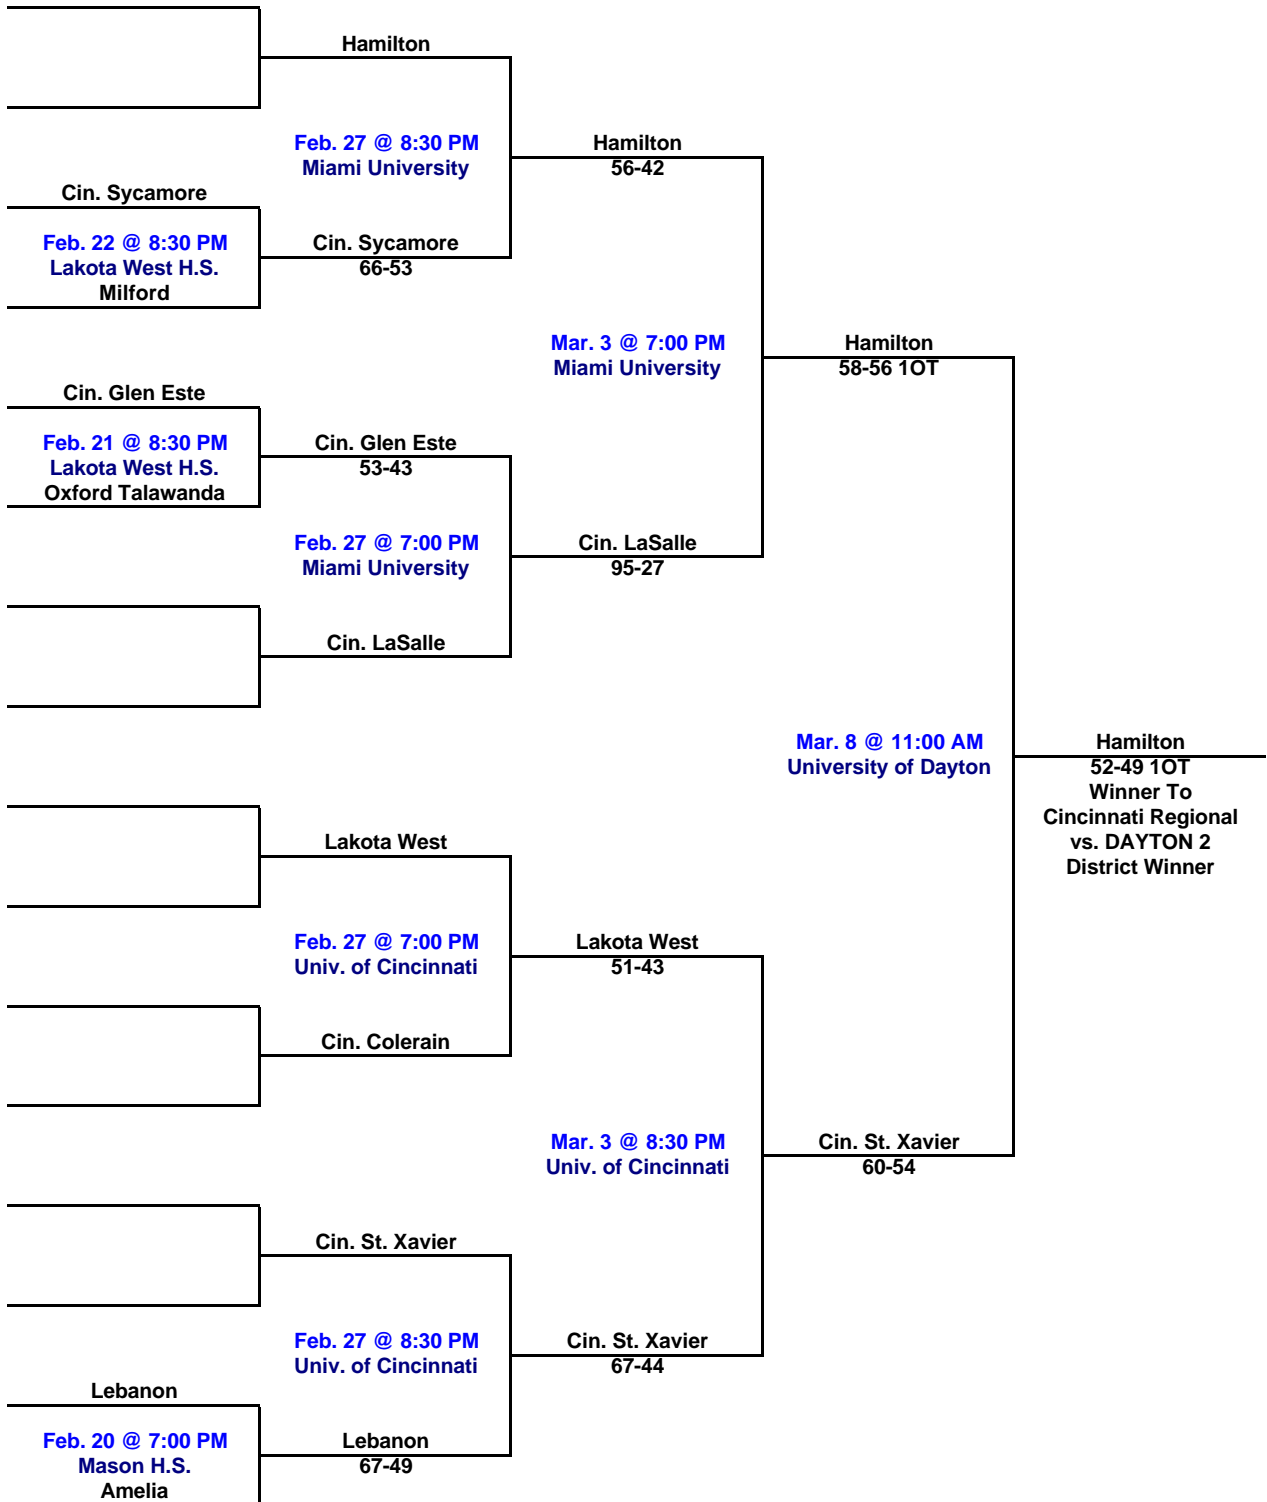 Hamilton
Feb. 27 @ 8:30 PM
Miami University
Hamilton
56-42
Cin. Sycamore
Feb. 22 @ 8:30 PM
Lakota West H.S.
Milford
Cin. Sycamore
66-53
Mar. 3 @ 7:00 PM
Miami University
Hamilton
58-56 1OT
Cin. Glen Este
Feb. 21 @ 8:30 PM
Lakota West H.S.
Oxford Talawanda
Cin. Glen Este
53-43
Feb. 27 @ 7:00 PM
Miami University
Cin. LaSalle
95-27
Cin. LaSalle
Mar. 8 @ 11:00 AM
University of Dayton
Hamilton
52-49 1OT
Winner To
Cincinnati Regional
vs. DAYTON 2
District Winner
Lakota West
Feb. 27 @ 7:00 PM
Univ. of Cincinnati
Lakota West
51-43
Cin. Colerain
Mar. 3 @ 8:30 PM
Univ. of Cincinnati
Cin. St. Xavier
60-54
Cin. St. Xavier
Feb. 27 @ 8:30 PM
Univ. of Cincinnati
Cin. St. Xavier
67-44
Lebanon
Feb. 20 @ 7:00 PM
Mason H.S.
Amelia
Lebanon
67-49